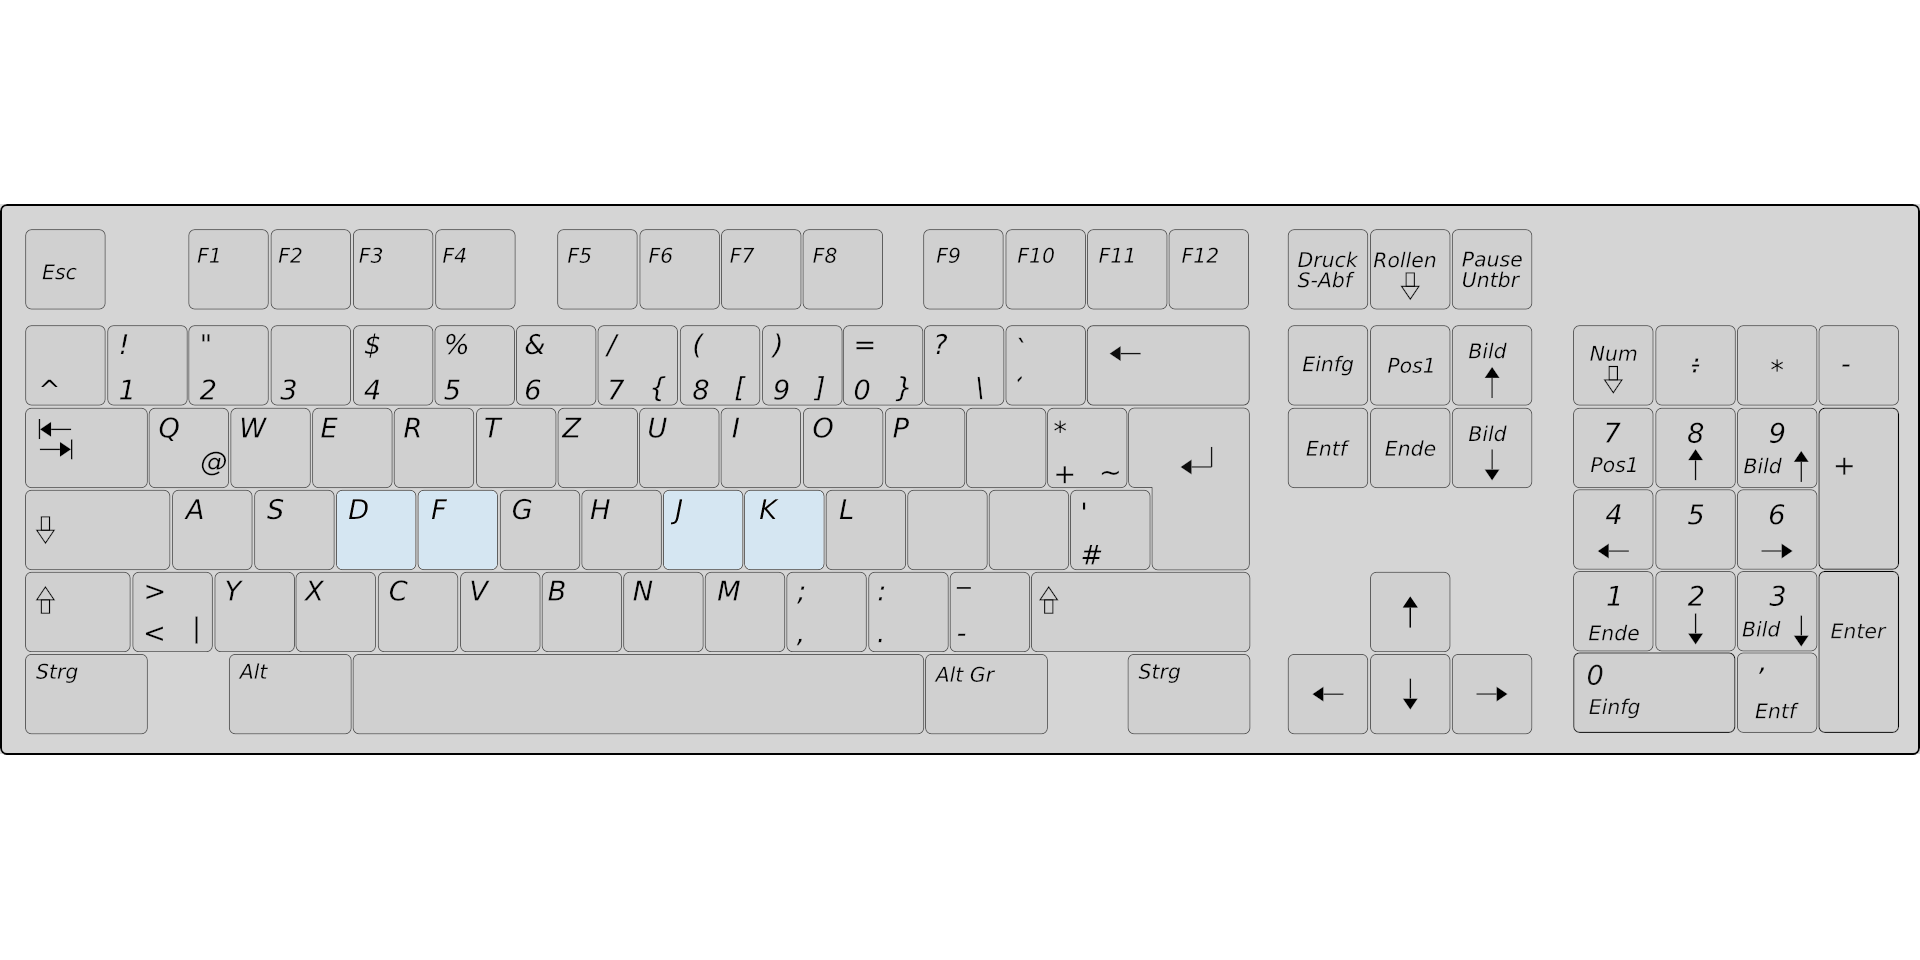 Esc F1 F2 F3 F4 F5 F6 F7 F8 F9 F10 F11 F12 Druck Rollen Pause
S-Abf ⇩ Untbr
! " $ % & / ( ) = ? ` ← Bild Num
^ 1 2 3 4 5 6 7 { 8 [ 9 ] 0 } \ ´ Einfg Pos1 ↑ ⇩ ÷ * -
Q W E R T Z U I O P * Bild 7 8 9
@ + ~ ↵ Entf Ende ↓ Pos1 ↑ Bild ↑ +
A S D F G H J K L ' 4 5 6
⇩ # ← →
⇧ > Y X C V B N M ; : _ ⇧ ↑ 1 2 3
< | , . - Ende ↓ Bild ↓ Enter
Strg Alt Alt Gr Strg ← ↓ → 0 ,
Einfg Entf